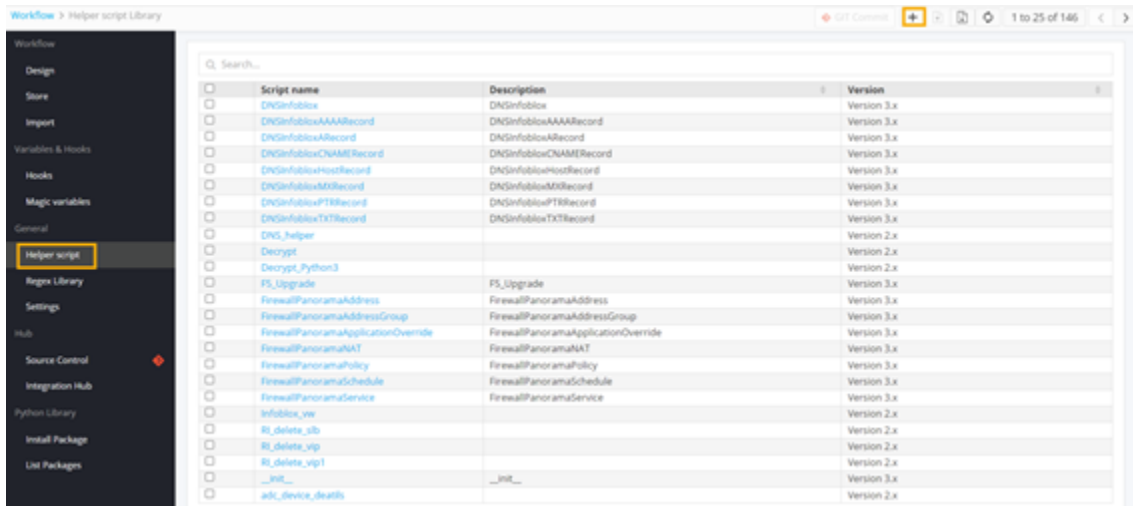 Workflow > Helper script Library
GIT Commit
1 to 25 of 146
Workflow
Design
Store
Import
Variables & Hooks
Hooks
Magic variables
General
Helper script
Regex Library
Settings
Hub
Source Control
Integration Hub
Python Library
Install Package
List Packages
Search...
Script name Description Version
DNSInfoblox DNSInfoblox Version 3.x
DNSInfobloxAAAARecord DNSInfobloxAAAARecord Version 3.x
DNSInfobloxARecord DNSInfobloxARecord Version 3.x
DNSInfobloxCNAMERecord DNSInfobloxCNAMERecord Version 3.x
DNSInfobloxHostRecord DNSInfobloxHostRecord Version 3.x
DNSInfobloxMXRecord DNSInfobloxMXRecord Version 3.x
DNSInfobloxPTRRecord DNSInfobloxPTRRecord Version 3.x
DNSInfobloxTXTRecord DNSInfobloxTXTRecord Version 3.x
DNS_helper Version 2.x
Decrypt Version 2.x
Decrypt_Python3 Version 2.x
F5_Upgrade F5_Upgrade Version 3.x
FirewallPanoramaAddress FirewallPanoramaAddress Version 3.x
FirewallPanoramaAddressGroup FirewallPanoramaAddressGroup Version 3.x
FirewallPanoramaApplicationOverride FirewallPanoramaApplicationOverride Version 3.x
FirewallPanoramaNAT FirewallPanoramaNAT Version 3.x
FirewallPanoramaPolicy FirewallPanoramaPolicy Version 3.x
FirewallPanoramaSchedule FirewallPanoramaSchedule Version 3.x
FirewallPanoramaService FirewallPanoramaService Version 3.x
Infoblox_vw Version 2.x
RI_delete_slb Version 2.x
RI_delete_vip Version 2.x
RI_delete_vip1 Version 2.x
__init__ __init__ Version 3.x
adc_device_deatils Version 2.x